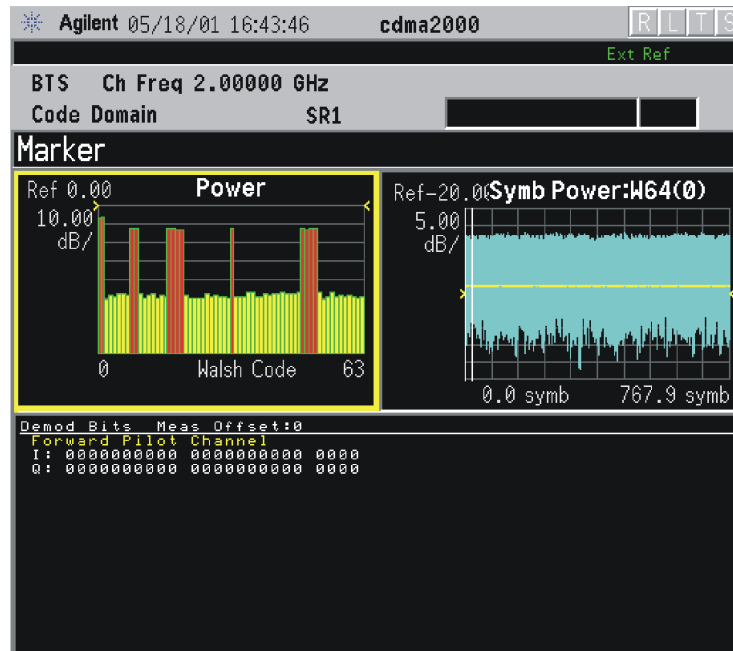 Agilent 05/18/01 16:43:46 cdma2000 R L T S
Ext Ref
BTS Ch Freq 2.00000 GHz
Code Domain SR1
Marker
Ref 0.00 Power
10.00
dB/
0 Walsh Code 63
Ref-20.00 Symb Power:W64(0)
5.00
dB/
0.0 symb 767.9 symb
Demod Bits Meas Offset:0
Forward Pilot Channel
I: 0000000000 0000000000 0000
Q: 0000000000 0000000000 0000